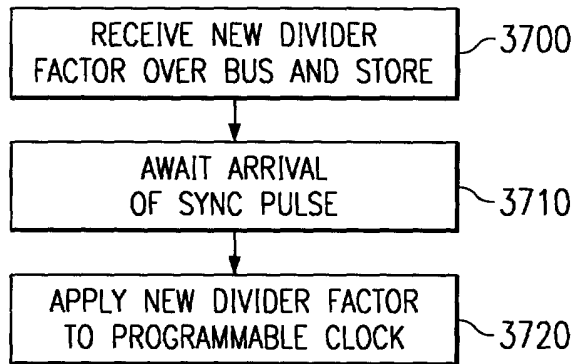 RECEIVE NEW DIVIDER
FACTOR OVER BUS AND STORE
3700
AWAIT ARRIVAL
OF SYNC PULSE
3710
APPLY NEW DIVIDER FACTOR
TO PROGRAMMABLE CLOCK
3720